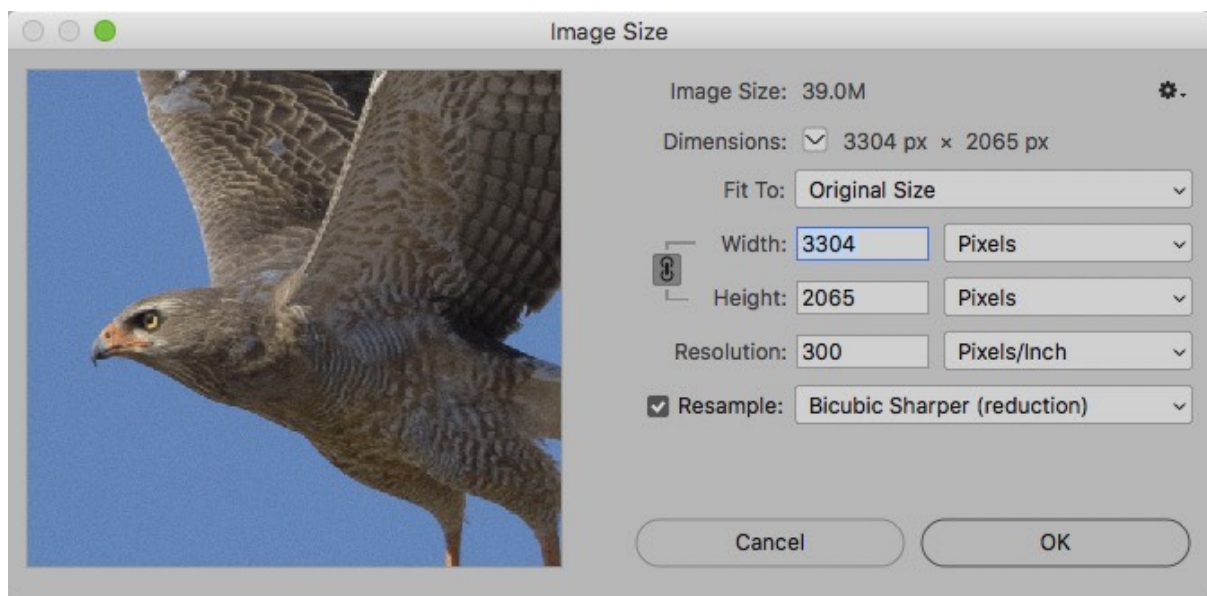 Image Size
Image Size: 39.0M
Dimensions: 3304 px × 2065 px
Fit To: Original Size
Width: 3304 Pixels
Height: 2065 Pixels
Resolution: 300 Pixels/Inch
Resample: Bicubic Sharper (reduction)
Cancel OK